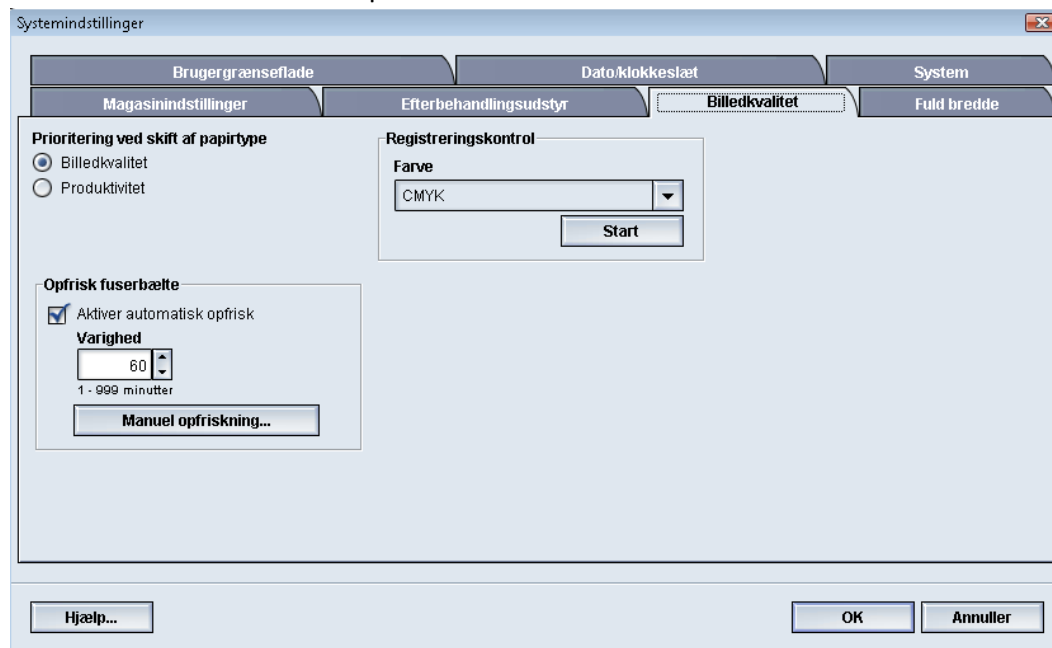 Systemindstillinger
Brugergrænseflade
Dato/klokkeslæt
System
Magasinindstillinger
Efterbehandlingsudstyr
Billedkvalitet
Fuld bredde
Prioritering ved skift af papirtype
Billedkvalitet
Produktivitet
Registreringskontrol
Farve
CMYK
Start
Opfrisk fuserbælte
Aktiver automatisk opfrisk
Varighed
60
1 - 999 minutter
Manuel opfriskning...
Hjælp...
OK
Annuller